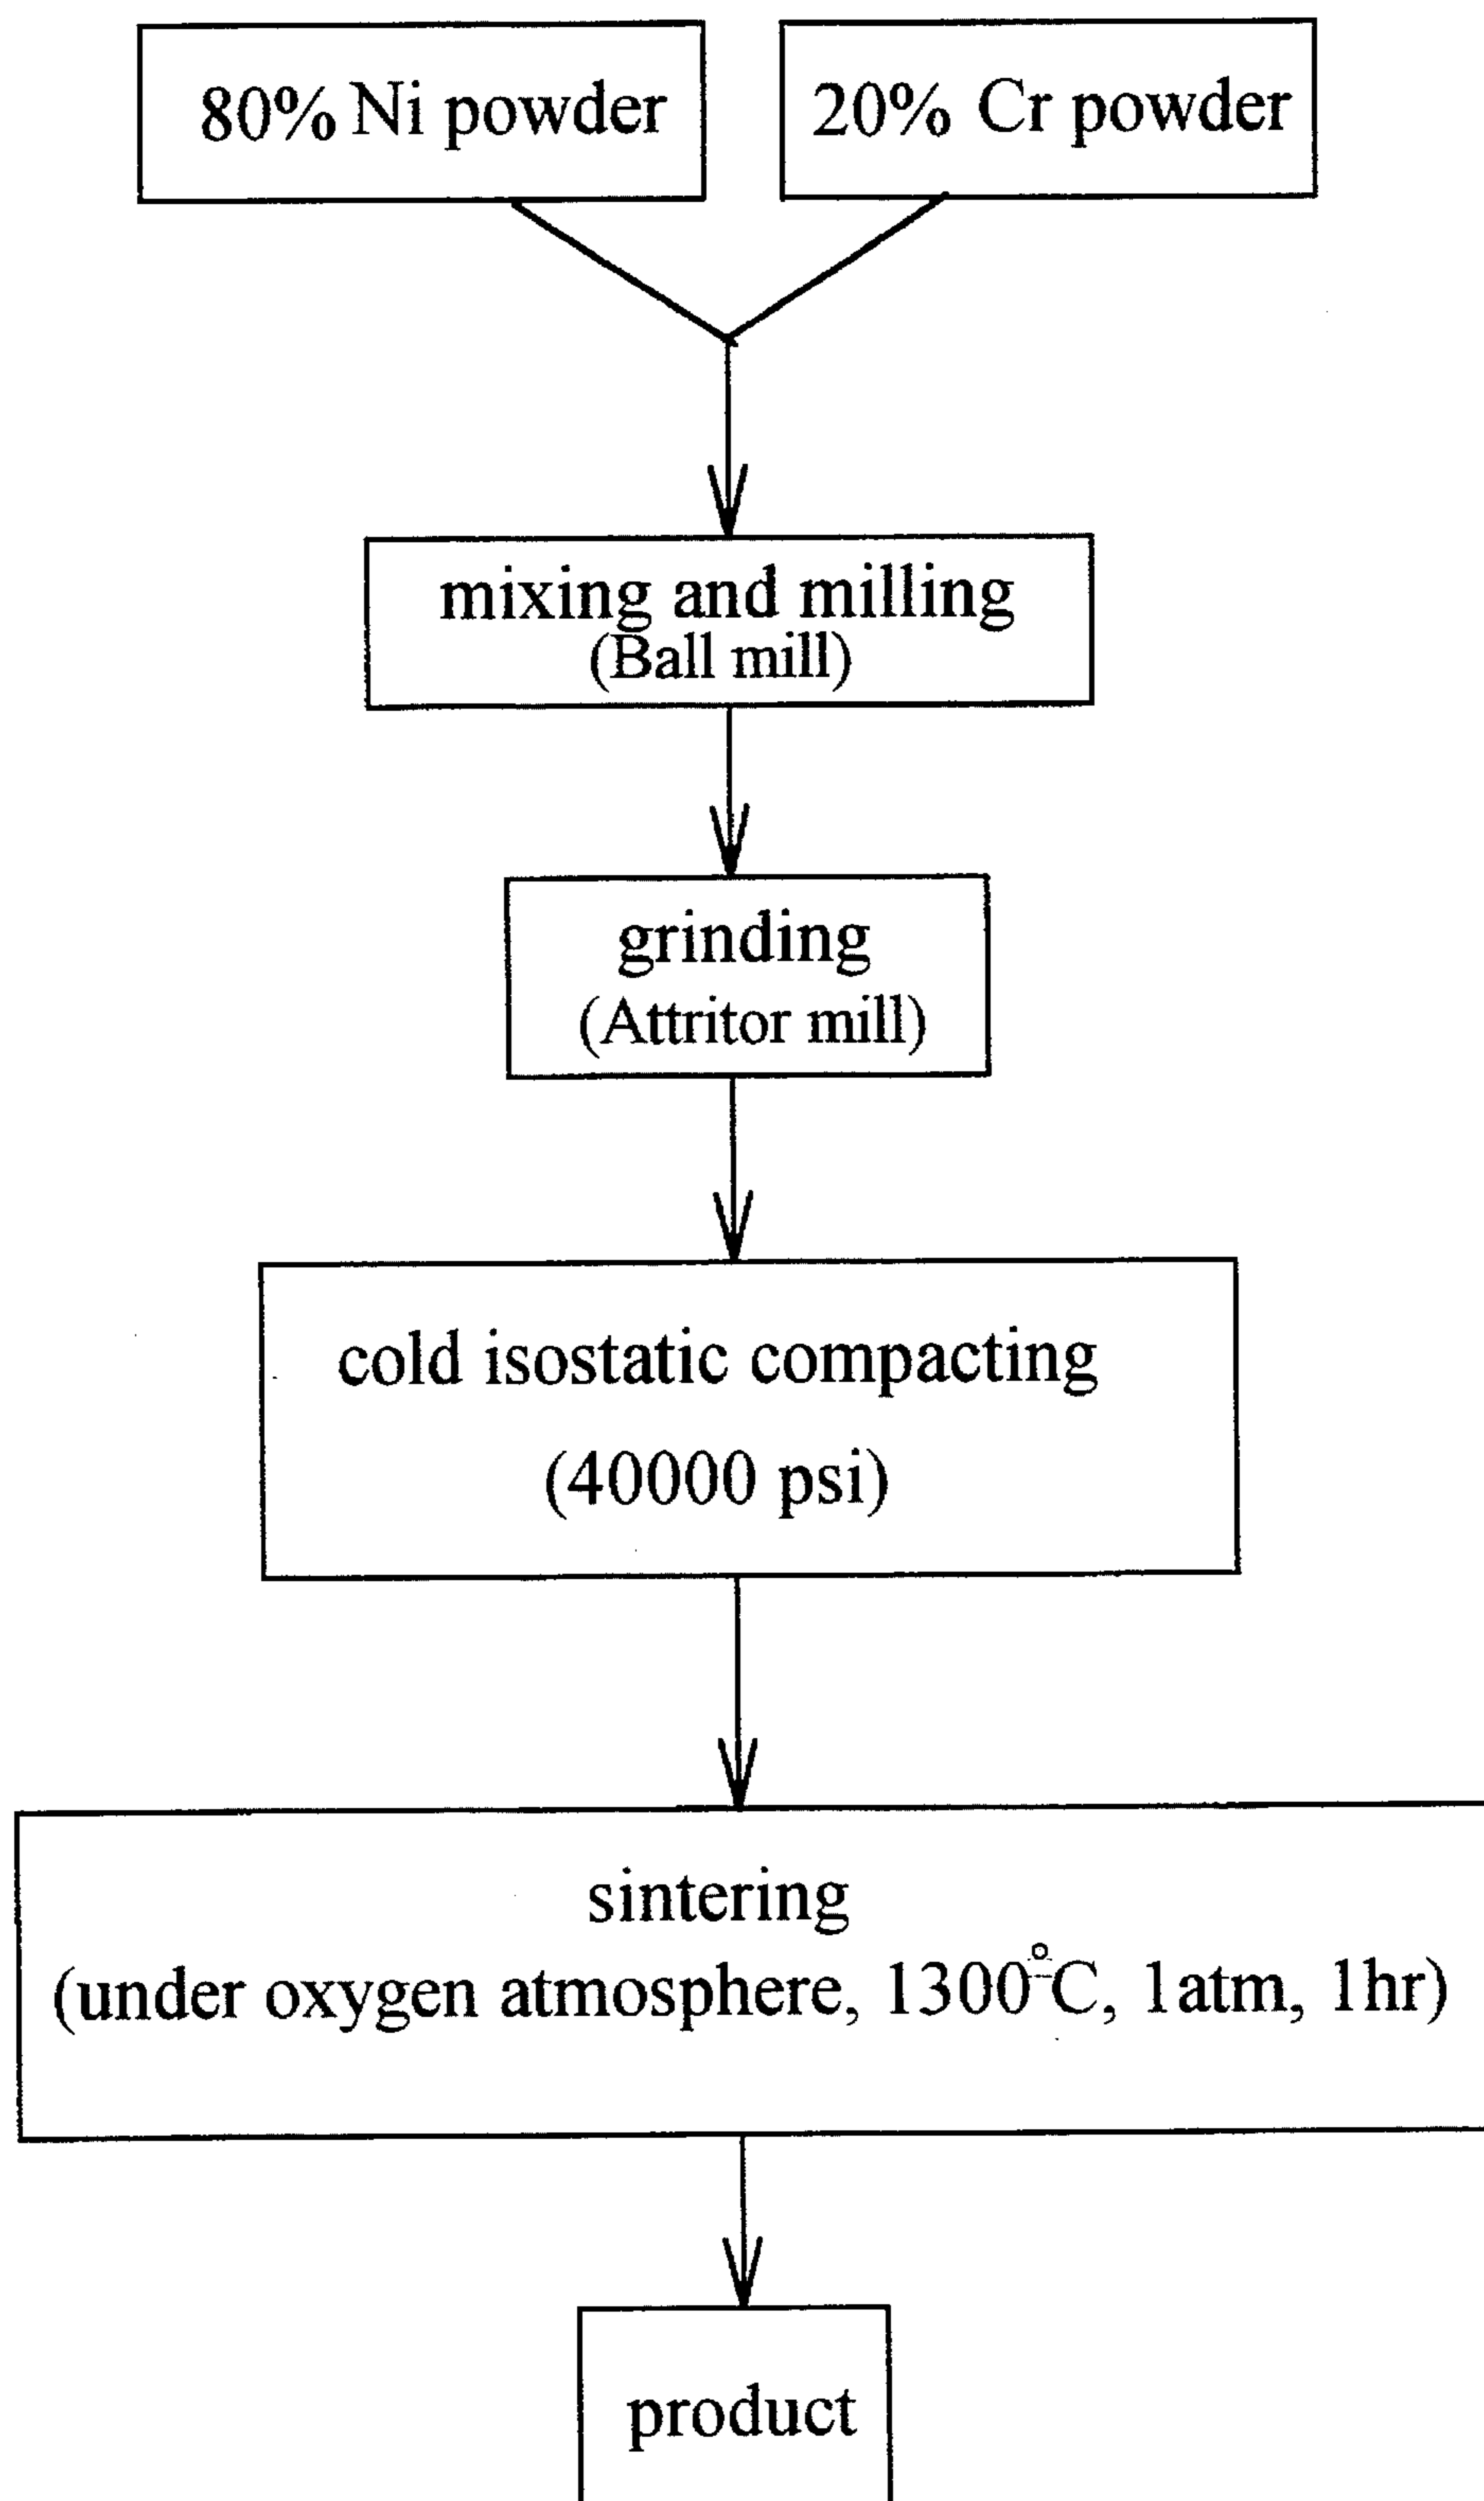 80% Ni powder
20% Cr powder
mixing and milling
(Ball mill)
grinding
(Attritor mill)
cold isostatic compacting
(40000 psi)
sintering
(under oxygen atmosphere, 1300°C, 1atm, 1hr)
product